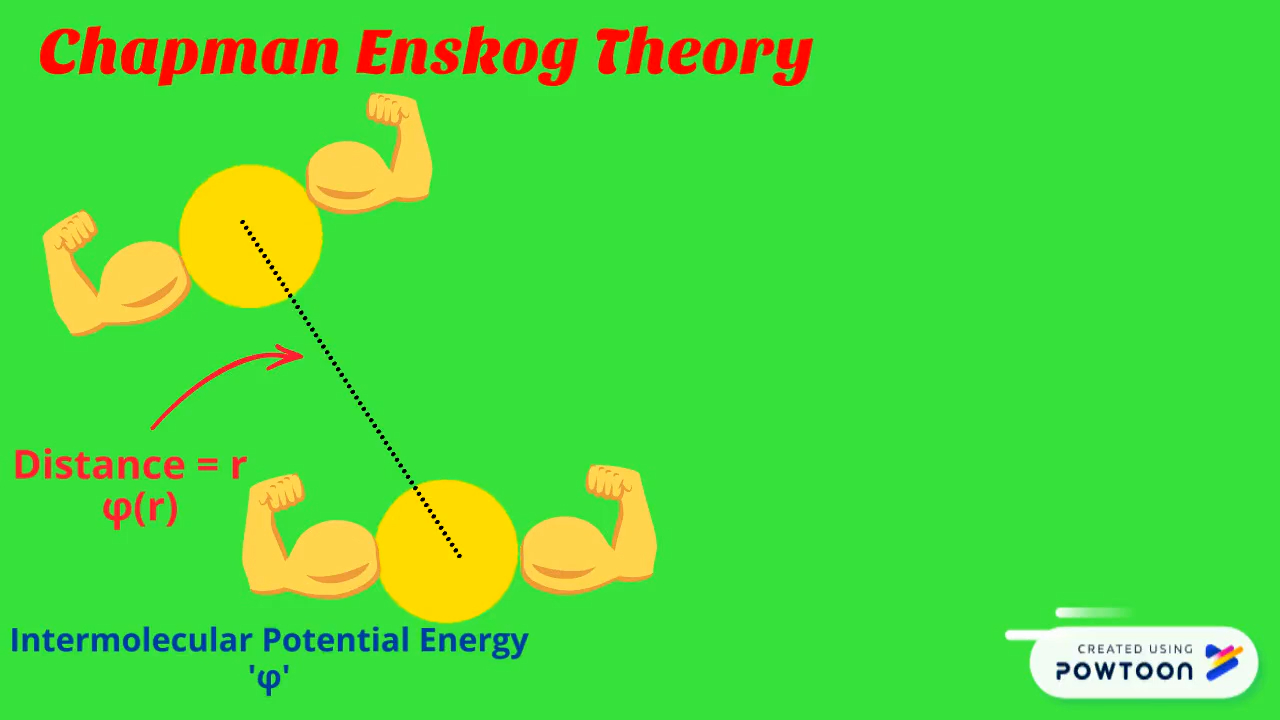 Chapman Enskog Theory
Distance = r
φ(r)
Intermolecular Potential Energy
'φ'
CREATED USING
POWTOON